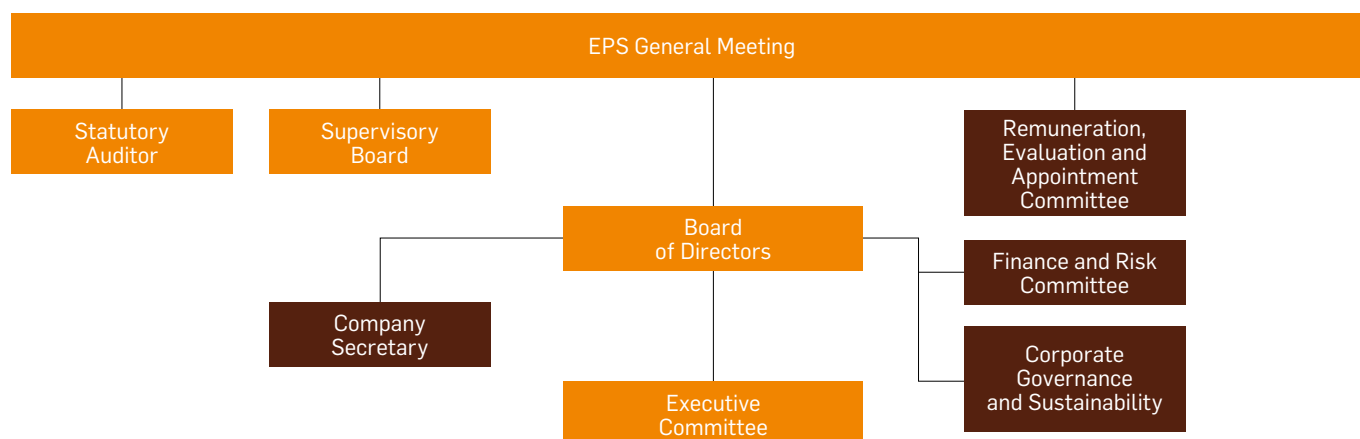 EPS General Meeting
Statutory
Auditor
Supervisory
Board
Remuneration,
Evaluation and
Appointment
Committee
Board
of Directors
Finance and Risk
Committee
Company
Secretary
Corporate
Governance
and Sustainability
Executive
Committee